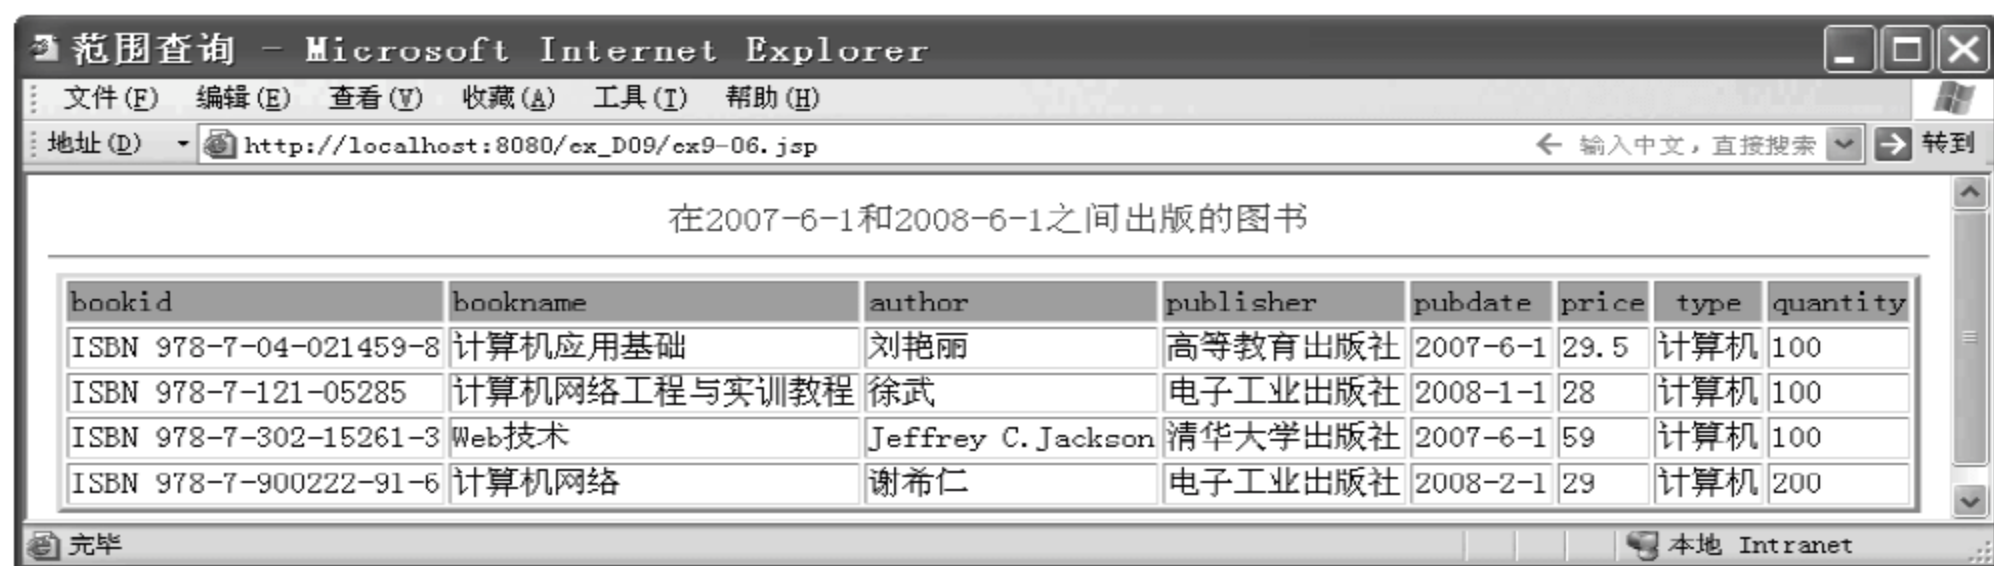 范围查询 - Microsoft Internet Explorer
文件(F) 编辑(E) 查看(V) 收藏(A) 工具(T) 帮助(H)
地址(D) http://localhost:8080/ex_D09/ex9-06.jsp 输入中文，直接搜索 转到
在2007-6-1和2008-6-1之间出版的图书
bookid bookname author publisher pubdate price type quantity
ISBN 978-7-04-021459-8 计算机应用基础 刘艳丽 高等教育出版社 2007-6-1 29.5 计算机 100
ISBN 978-7-121-05285 计算机网络工程与实训教程 徐武 电子工业出版社 2008-1-1 28 计算机 100
ISBN 978-7-302-15261-3 Web技术 Jeffrey C.Jackson 清华大学出版社 2007-6-1 59 计算机 100
ISBN 978-7-900222-91-6 计算机网络 谢希仁 电子工业出版社 2008-2-1 29 计算机 200
完毕 本地 Intranet